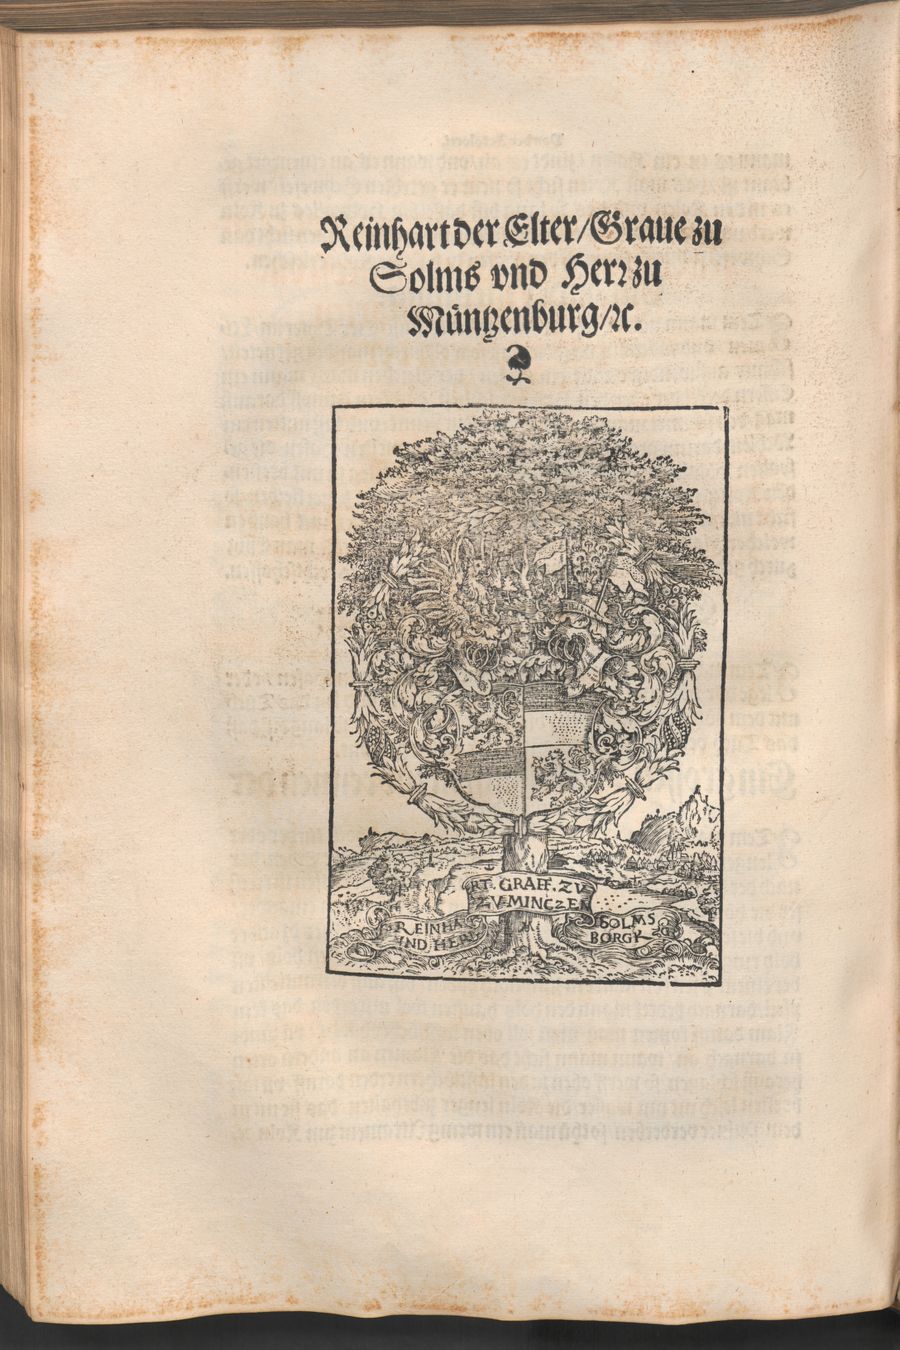 Reinhart der Elter/Graue zu
Solms vnd Herr zu
Müntzenburg/ꝛc.
RT. GRAFF. ZV
ZV MINCZEN
REINHA
VND HER
SOLMS
BORGK